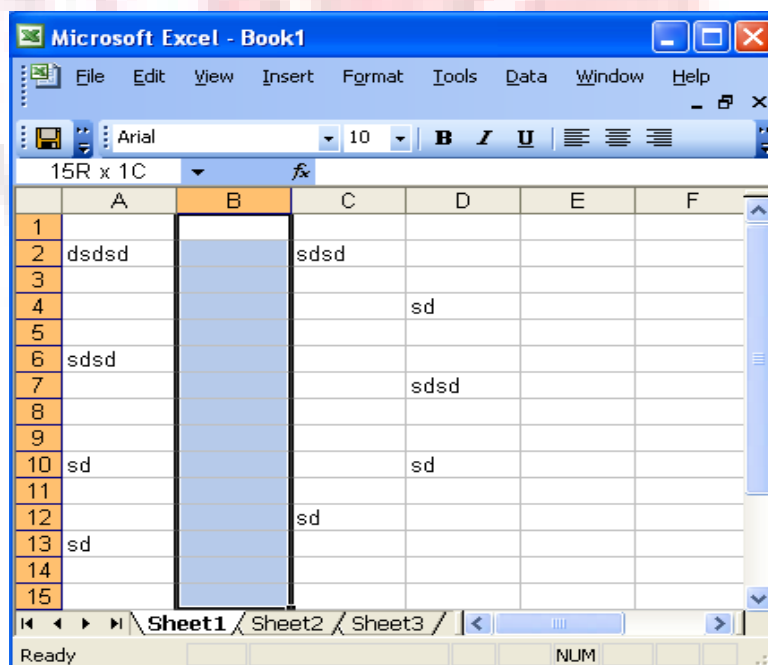 Microsoft Excel - Book1
File Edit View Insert Format Tools Data Window Help
Arial 10 B I U
15R x 1C fx
A B C D E F
1
2 dsdsd sdsd
3
4 sd
5
6 sdsd
7 sdsd
8
9
10 sd sd
11
12 sd
13 sd
14
15
Sheet1 Sheet2 Sheet3
Ready NUM